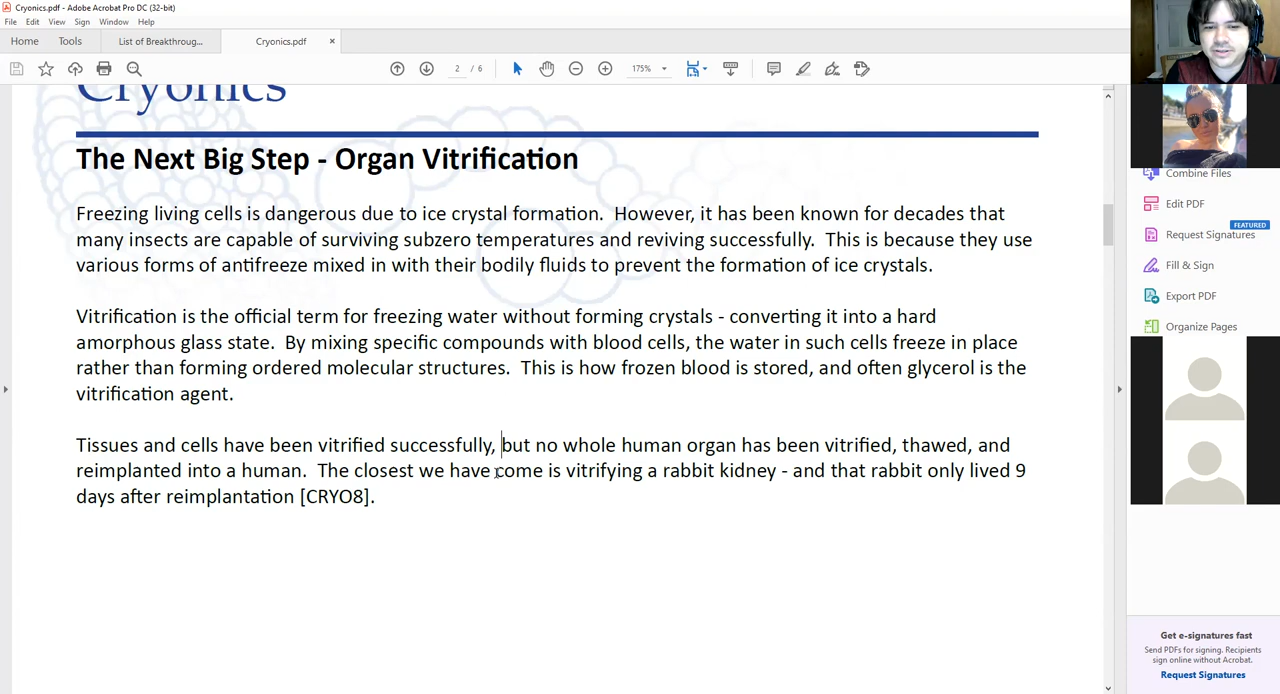 Cryonics.pdf - Adobe Acrobat Pro DC (32-bit)
File Edit View Sign Window Help
Home Tools List of Breakthroug... Cryonics.pdf ×
2 / 6 175%
Cryonics
The Next Big Step - Organ Vitrification
Freezing living cells is dangerous due to ice crystal formation. However, it has been known for decades that
many insects are capable of surviving subzero temperatures and reviving successfully. This is because they use
various forms of antifreeze mixed in with their bodily fluids to prevent the formation of ice crystals.
Vitrification is the official term for freezing water without forming crystals - converting it into a hard
amorphous glass state. By mixing specific compounds with blood cells, the water in such cells freeze in place
rather than forming ordered molecular structures. This is how frozen blood is stored, and often glycerol is the
vitrification agent.
Tissues and cells have been vitrified successfully, but no whole human organ has been vitrified, thawed, and
reimplanted into a human. The closest we have come is vitrifying a rabbit kidney - and that rabbit only lived 9
days after reimplantation [CRYO8].
Combine Files
Edit PDF
FEATURED
Request Signatures
Fill & Sign
Export PDF
Organize Pages
Get e-signatures fast
Send PDFs for signing. Recipients
sign online without Acrobat.
Request Signatures